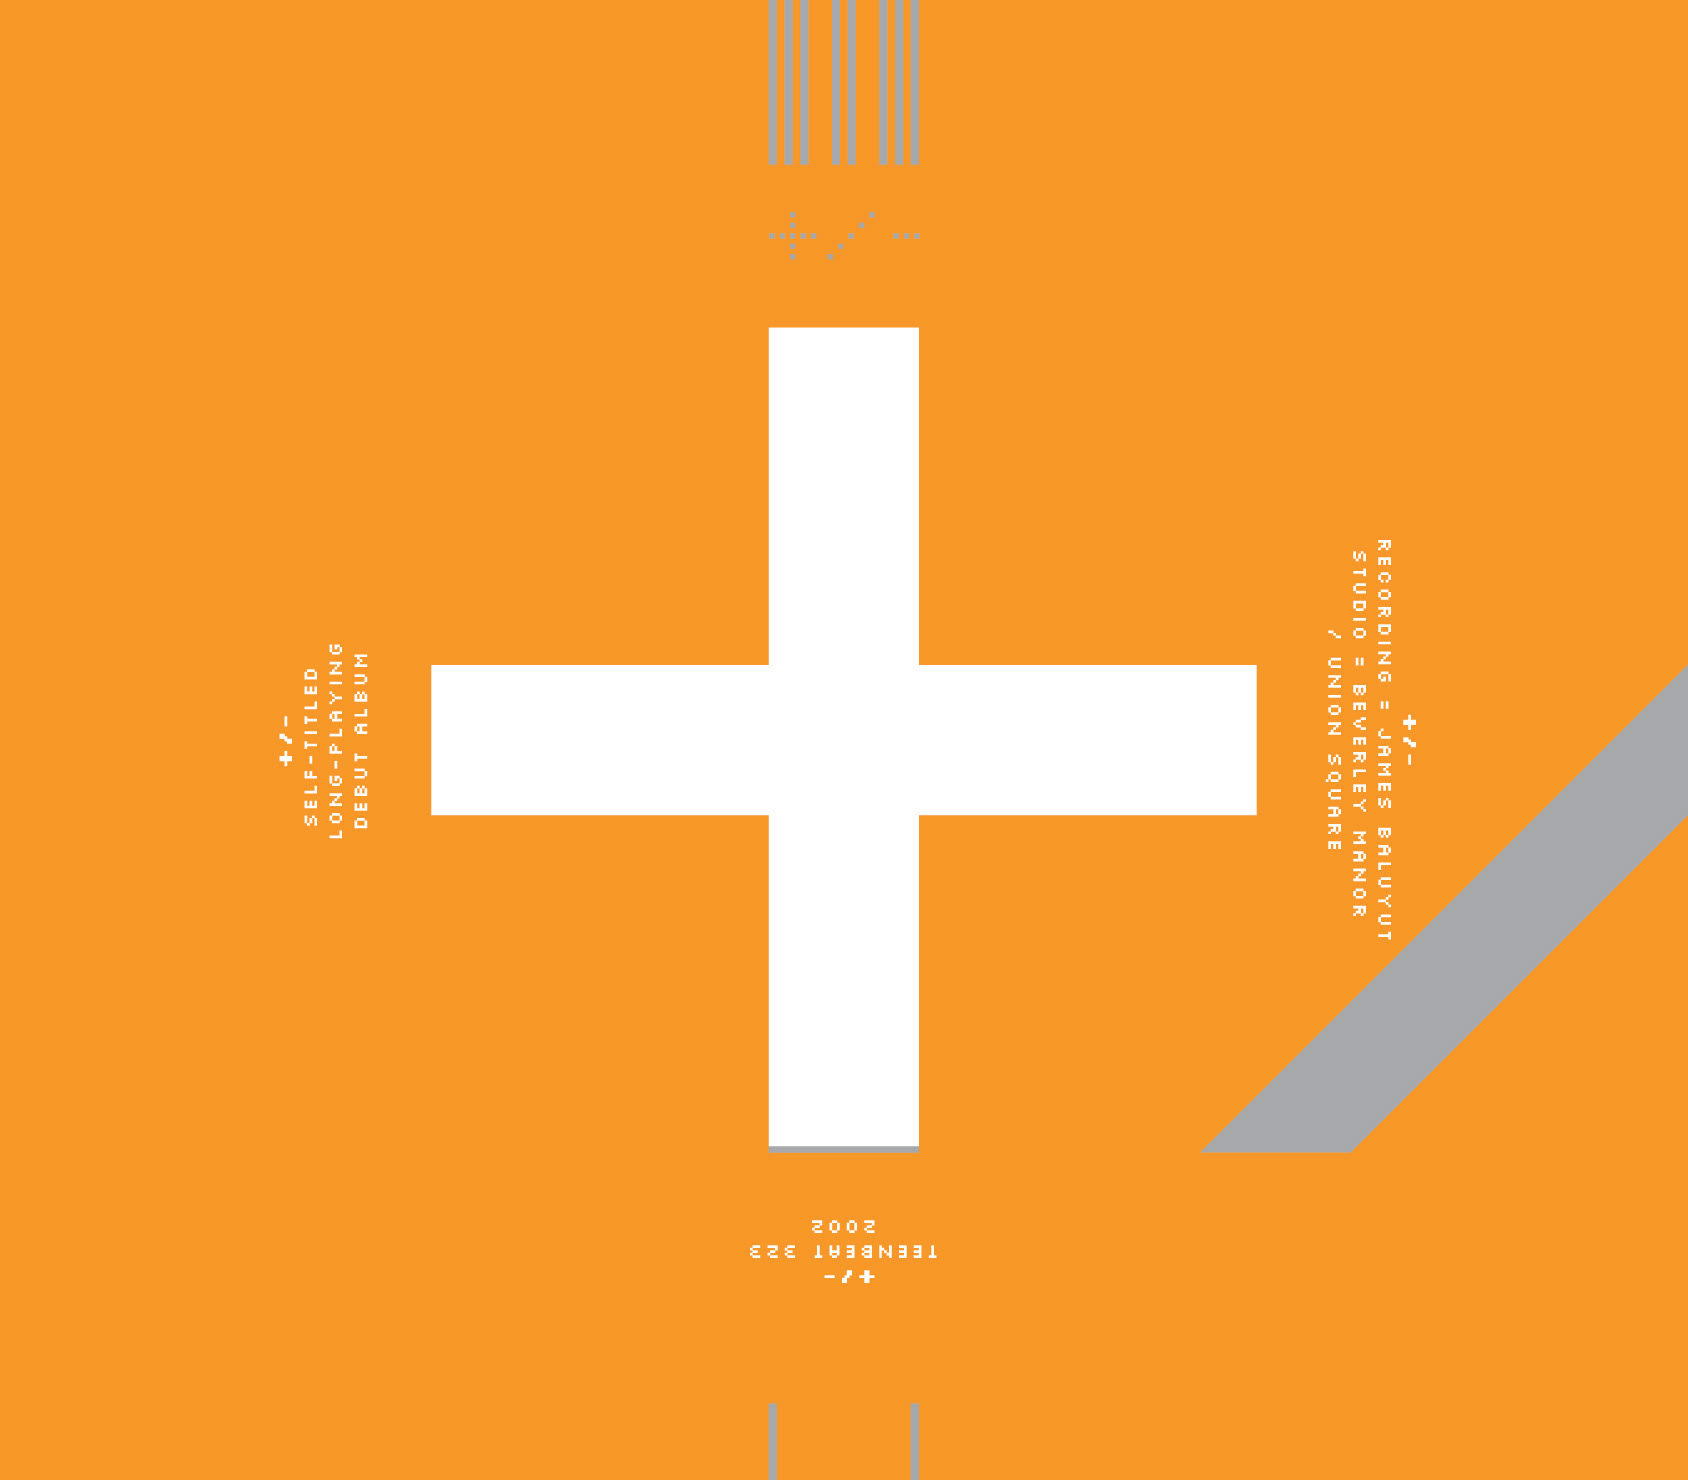 +/-
+/-
SELF-TITLED
LONG-PLAYING
DEBUT ALBUM
+/-
RECORDING = JAMES BALUYUT
STUDIO = BEVERLEY MANOR
/ UNION SQUARE
+/-
TEENBEAT 323
2002